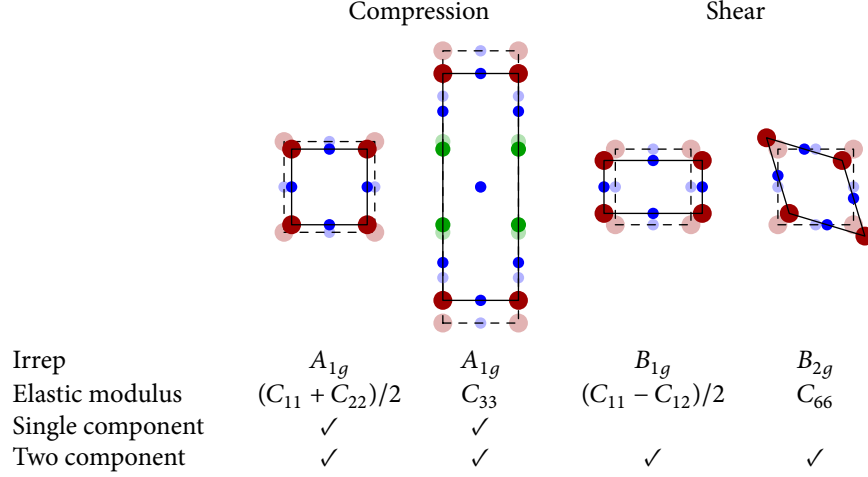 Compression Shear
Irrep A1g A1g B1g B2g
Elastic modulus (C11 + C22)/2 C33 (C11 − C12)/2 C66
Single component ✓ ✓
Two component ✓ ✓ ✓ ✓